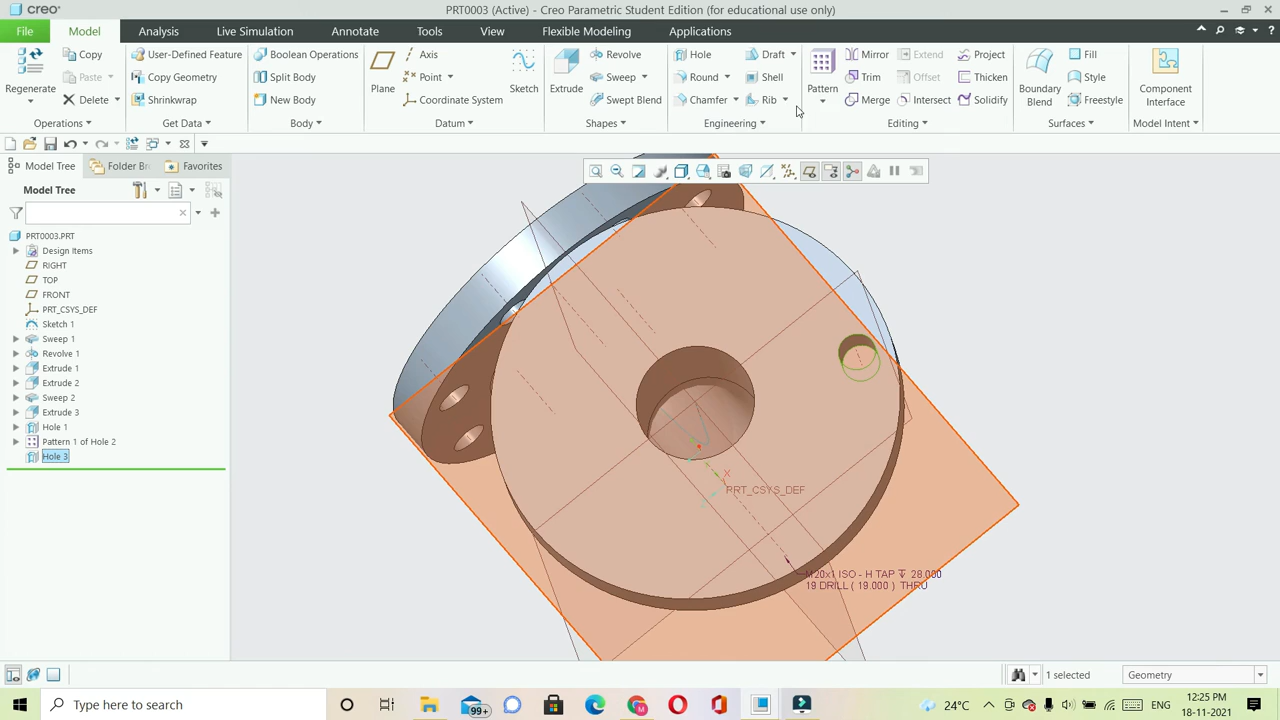 creo
PRT0003 (Active) - Creo Parametric Student Edition (for educational use only)
File Model Analysis Live Simulation Annotate Tools View Flexible Modeling Applications
Regenerate
Copy
Paste
Delete
Operations
User-Defined Feature
Copy Geometry
Shrinkwrap
Get Data
Boolean Operations
Split Body
New Body
Body
Plane
Axis
Point
Coordinate System
Sketch
Datum
Extrude
Revolve
Sweep
Swept Blend
Shapes
Hole
Round
Chamfer
Draft
Shell
Rib
Engineering
Pattern
Mirror
Trim
Merge
Extend
Offset
Intersect
Project
Thicken
Solidify
Editing
Boundary
Blend
Fill
Style
Freestyle
Surfaces
Component
Interface
Model Intent
Model Tree Folder Br Favorites
Model Tree
PRT0003.PRT
Design Items
RIGHT
TOP
FRONT
PRT_CSYS_DEF
Sketch 1
Sweep 1
Revolve 1
Extrude 1
Extrude 2
Sweep 2
Extrude 3
Hole 1
Pattern 1 of Hole 2
Hole 3
X
PRT_CSYS_DEF
M20x1 ISO - H TAP ↧ 28.000
19 DRILL ( 19.000 ) THRU
1 selected
Geometry
Type here to search
99+
24°C
ENG
12:25 PM
18-11-2021